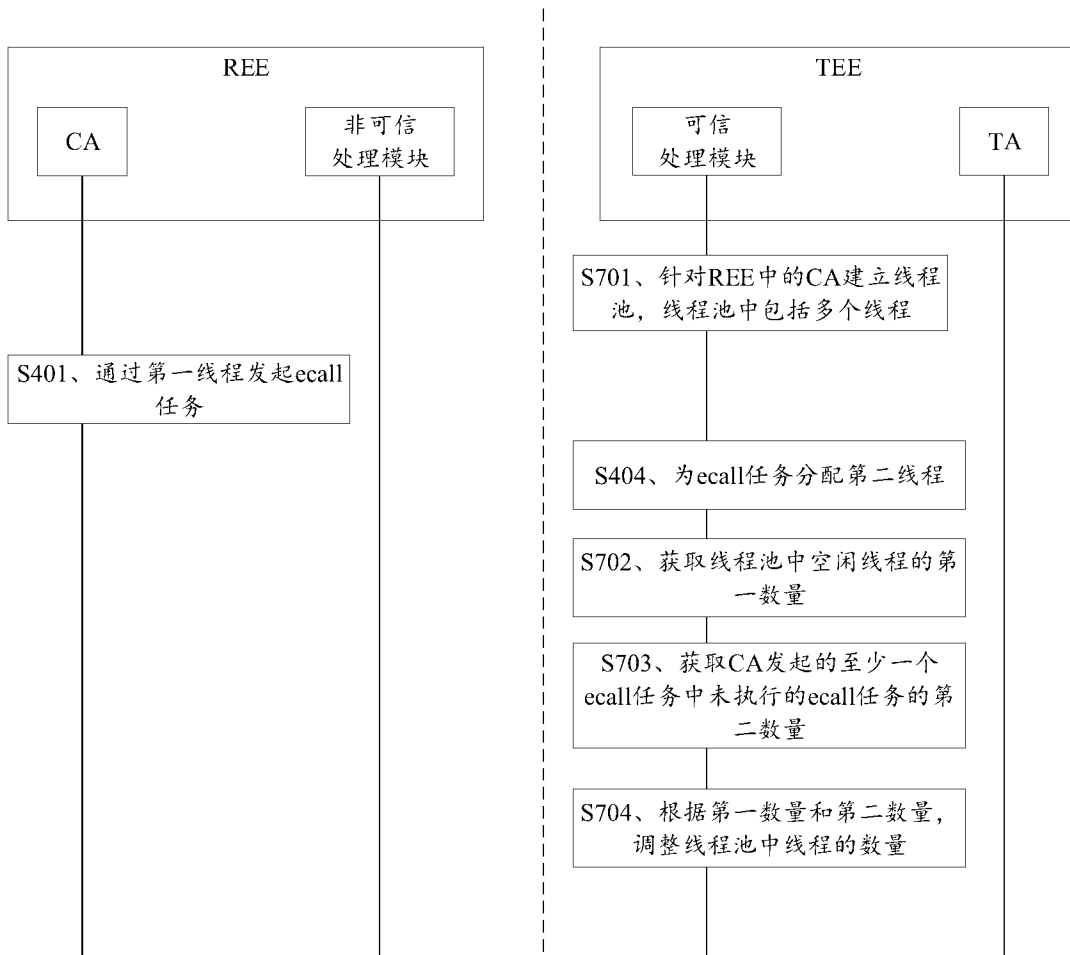 REE
TEE
CA
非可信
处理模块
可信
处理模块
TA
S701、针对REE中的CA建立线程
池，线程池中包括多个线程
S401、通过第一线程发起ecall
任务
S404、为ecall任务分配第二线程
S702、获取线程池中空闲线程的第
一数量
S703、获取CA发起的至少一个
ecall任务中未执行的ecall任务的第
二数量
S704、根据第一数量和第二数量，
调整线程池中线程的数量